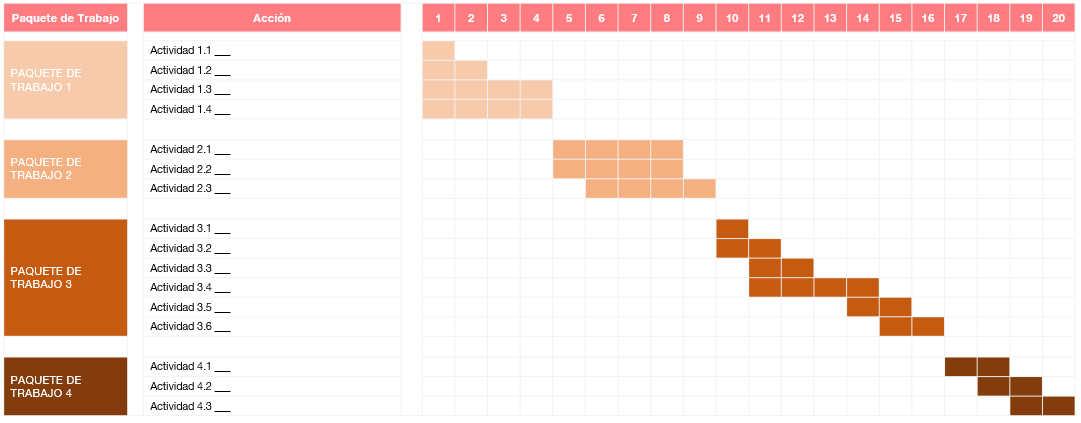 Paquete de Trabajo Acción 1 2 3 4 5 6 7 8 9 10 11 12 13 14 15 16 17 18 19 20
PAQUETE DE
TRABAJO 1
Actividad 1.1 ___
Actividad 1.2 ___
Actividad 1.3 ___
Actividad 1.4 ___
PAQUETE DE
TRABAJO 2
Actividad 2.1 ___
Actividad 2.2 ___
Actividad 2.3 ___
PAQUETE DE
TRABAJO 3
Actividad 3.1 ___
Actividad 3.2 ___
Actividad 3.3 ___
Actividad 3.4 ___
Actividad 3.5 ___
Actividad 3.6 ___
PAQUETE DE
TRABAJO 4
Actividad 4.1 ___
Actividad 4.2 ___
Actividad 4.3 ___